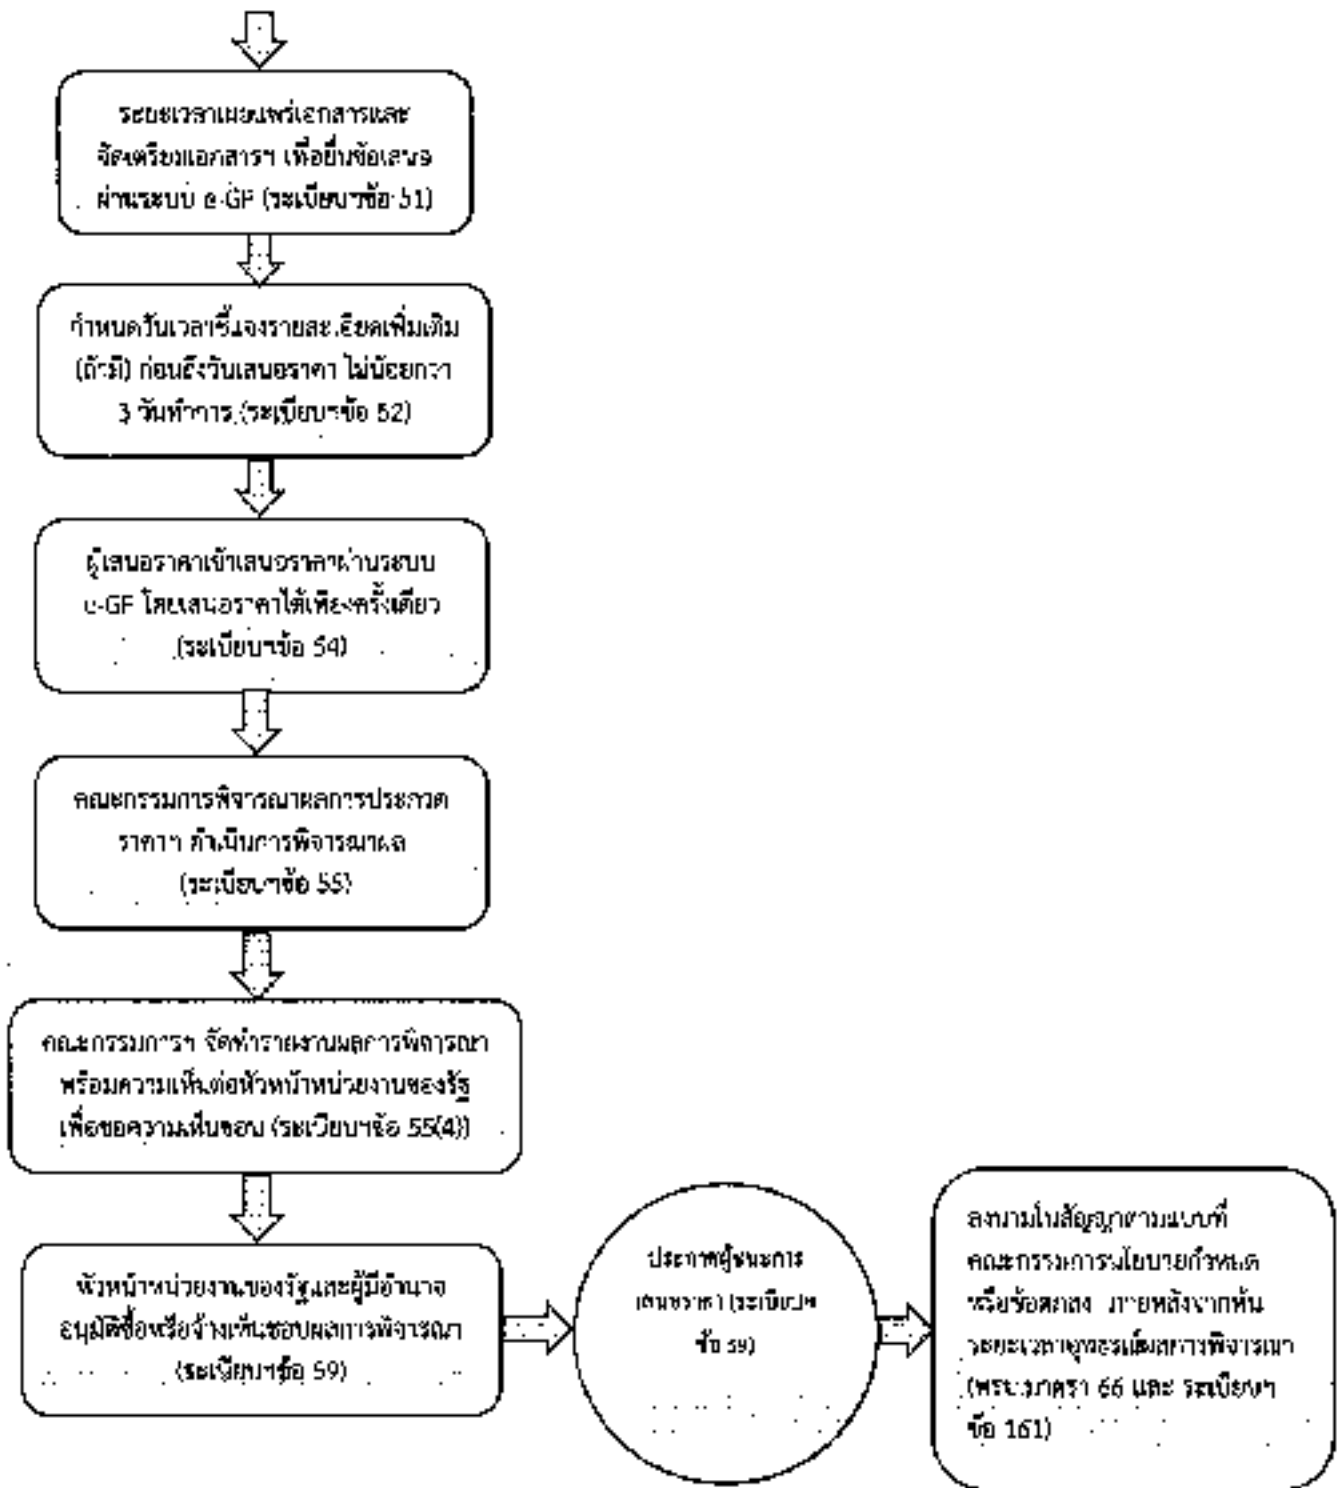 ระยะเวลาเผยแพร่เอกสารและ
จัดเตรียมเอกสารฯ เพื่อยื่นข้อเสนอ
ผ่านระบบ e-GP (ระเบียบฯข้อ 51)
กำหนดวันเวลาชี้แจงรายละเอียดเพิ่มเติม
(ถ้ามี) ก่อนถึงวันเสนอราคา ไม่น้อยกว่า
3 วันทำการ (ระเบียบฯข้อ 52)
ผู้เสนอราคาเข้าเสนอราคาผ่านระบบ
e-GP โดยเสนอราคาได้เพียงครั้งเดียว
(ระเบียบฯข้อ 54)
คณะกรรมการพิจารณาผลการประกวด
ราคาฯ ดำเนินการพิจารณาผล
(ระเบียบฯข้อ 55)
คณะกรรมการฯ จัดทำรายงานผลการพิจารณา
พร้อมความเห็นต่อหัวหน้าหน่วยงานของรัฐ
เพื่อขอความเห็นชอบ (ระเบียบฯข้อ 55(4))
หัวหน้าหน่วยงานของรัฐและผู้มีอำนาจ
อนุมัติซื้อหรือจ้างเห็นชอบผลการพิจารณา
(ระเบียบฯข้อ 59)
ประกาศผู้ชนะการ
เสนอราคา (ระเบียบฯ
ข้อ 59)
ลงนามในสัญญาตามแบบที่
คณะกรรมการนโยบายกำหนด
หรือข้อตกลง ภายหลังจากพ้น
ระยะเวลาอุทธรณ์ผลการพิจารณา
(พรบ.มาตรา 66 และ ระเบียบฯ
ข้อ 161)